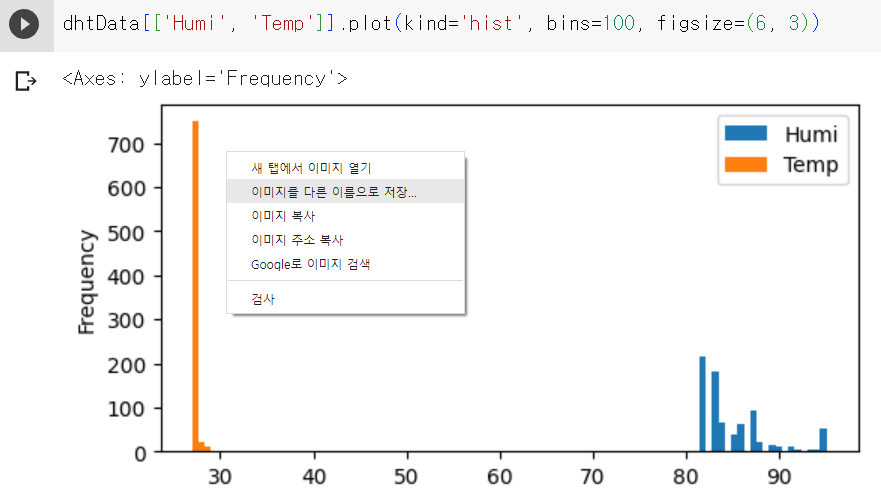 dhtData[['Humi', 'Temp']].plot(kind='hist', bins=100, figsize=(6, 3))
<Axes: ylabel='Frequency'>
Humi
Temp
새 탭에서 이미지 열기
이미지를 다른 이름으로 저장...
이미지 복사
이미지 주소 복사
Google로 이미지 검색
검사
Frequency
700
600
500
400
300
200
100
0
30 40 50 60 70 80 90